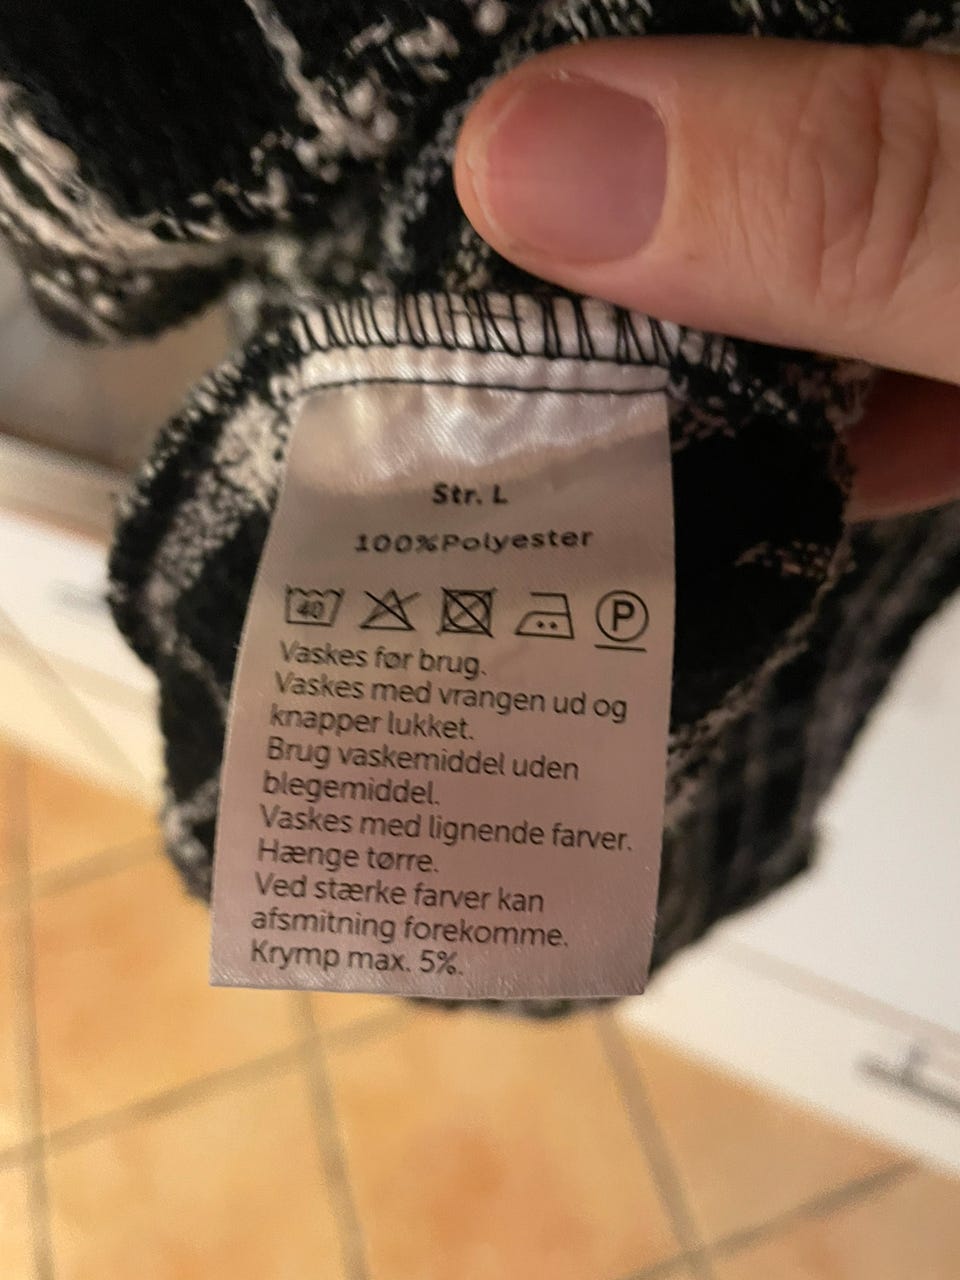 Str. L
100%Polyester
40 P
Vaskes før brug.
Vaskes med vrangen ud og
knapper lukket.
Brug vaskemiddel uden
blegemiddel.
Vaskes med lignende farver.
Hænge tørre.
Ved stærke farver kan
afsmitning forekomme.
Krymp max. 5%.